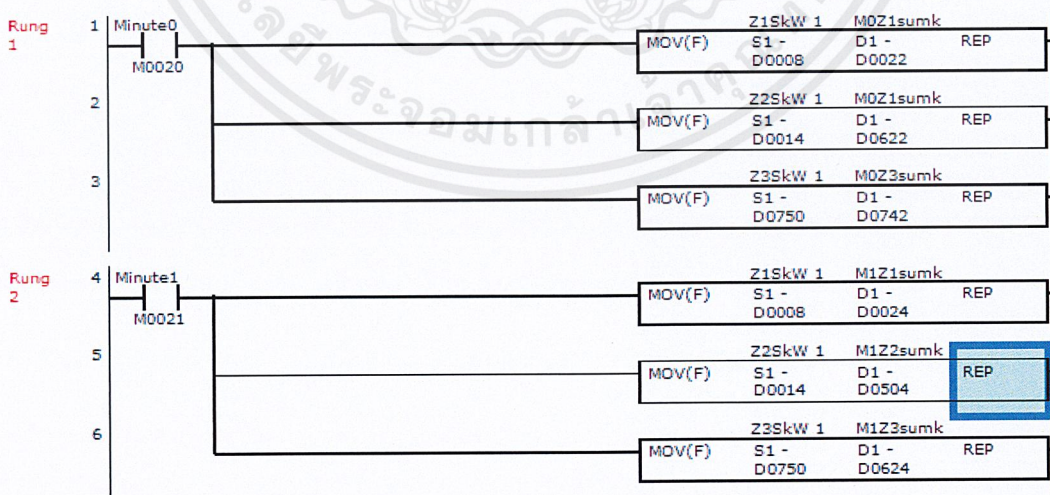 Rung 1 Minute0 Z1SkW 1 M0Z1sumk
1 MOV(F) S1 - D1 - REP
M0020 D0008 D0022
2 Z2SkW 1 M0Z1sumk
MOV(F) S1 - D1 - REP
D0014 D0622
3 Z3SkW 1 M0Z3sumk
MOV(F) S1 - D1 - REP
D0750 D0742
Rung 4 Minute1 Z1SkW 1 M1Z1sumk
2 MOV(F) S1 - D1 - REP
M0021 D0008 D0024
5 Z2SkW 1 M1Z2sumk
MOV(F) S1 - D1 - REP
D0014 D0504
6 Z3SkW 1 M1Z3sumk
MOV(F) S1 - D1 - REP
D0750 D0624